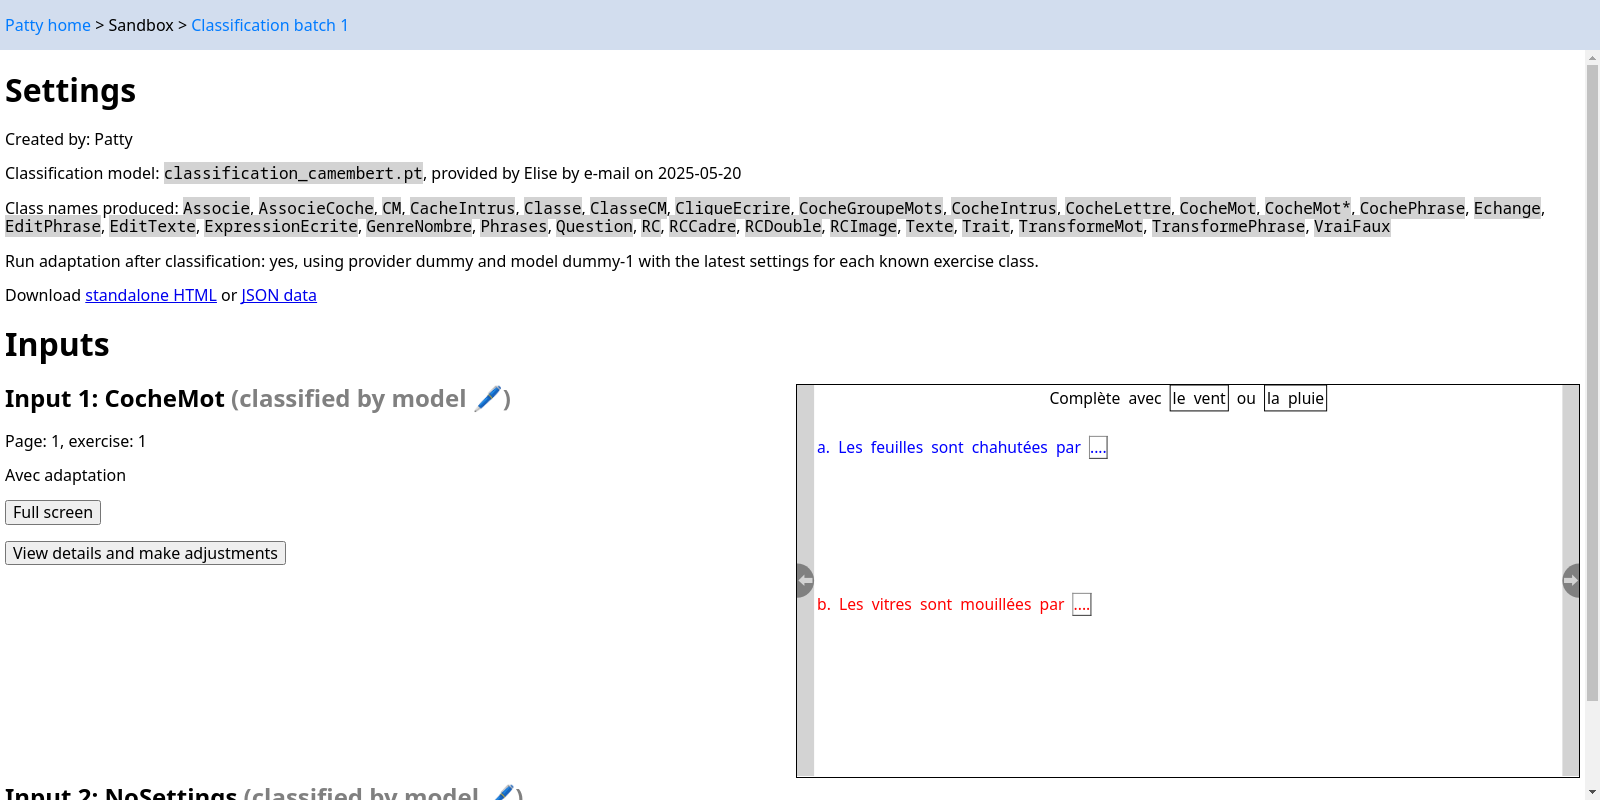 Patty home > Sandbox > Classification batch 1
Settings
Created by: Patty
Classification model: classification_camembert.pt, provided by Elise by e-mail on 2025-05-20
Class names produced: Associe, AssocieCoche, CM, CacheIntrus, Classe, ClasseCM, CliqueEcrire, CocheGroupeMots, CocheIntrus, CocheLettre, CocheMot, CocheMot*, CochePhrase, Echange,
EditPhrase, EditTexte, ExpressionEcrite, GenreNombre, Phrases, Question, RC, RCCadre, RCDouble, RCImage, Texte, Trait, TransformeMot, TransformePhrase, VraiFaux
Run adaptation after classification: yes, using provider dummy and model dummy-1 with the latest settings for each known exercise class.
Download standalone HTML or JSON data
Inputs
Input 1: CocheMot (classified by model 🖊️)
Page: 1, exercise: 1
Avec adaptation
Full screen
View details and make adjustments
Complète avec le vent ou la pluie
a. Les feuilles sont chahutées par ....
b. Les vitres sont mouillées par ....
Input 2: NoSettings (classified by model 🖊️)